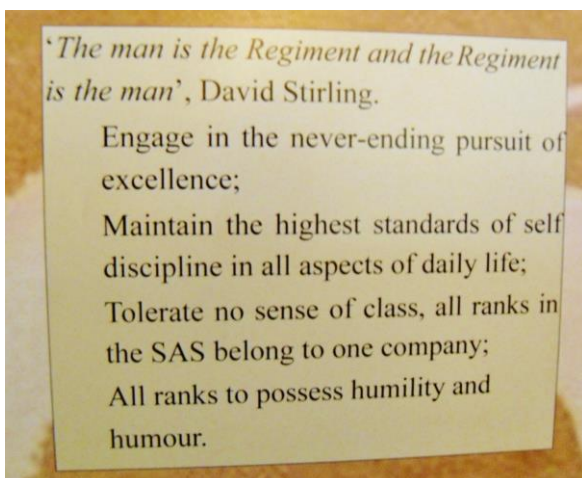 ‘The man is the Regiment and the Regiment
is the man’, David Stirling.
Engage in the never-ending pursuit of
excellence;
Maintain the highest standards of self
discipline in all aspects of daily life;
Tolerate no sense of class, all ranks in
the SAS belong to one company;
All ranks to possess humility and
humour.